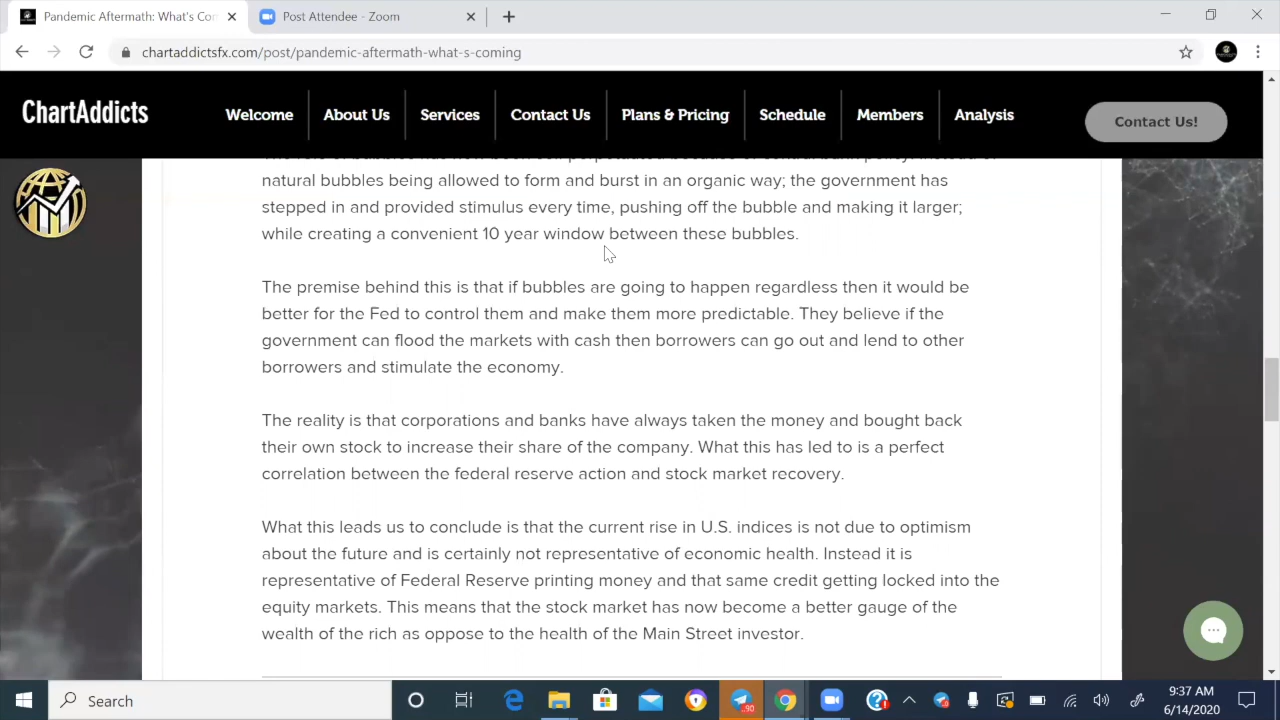 Pandemic Aftermath: What's Con
Post Attendee - Zoom
chartaddictsfx.com/post/pandemic-aftermath-what-s-coming
ChartAddicts
Welcome
About Us
Services
Contact Us
Plans & Pricing
Schedule
Members
Analysis
Contact Us!
natural bubbles being allowed to form and burst in an organic way; the government has
stepped in and provided stimulus every time, pushing off the bubble and making it larger;
while creating a convenient 10 year window between these bubbles.
The premise behind this is that if bubbles are going to happen regardless then it would be
better for the Fed to control them and make them more predictable. They believe if the
government can flood the markets with cash then borrowers can go out and lend to other
borrowers and stimulate the economy.
The reality is that corporations and banks have always taken the money and bought back
their own stock to increase their share of the company. What this has led to is a perfect
correlation between the federal reserve action and stock market recovery.
What this leads us to conclude is that the current rise in U.S. indices is not due to optimism
about the future and is certainly not representative of economic health. Instead it is
representative of Federal Reserve printing money and that same credit getting locked into the
equity markets. This means that the stock market has now become a better gauge of the
wealth of the rich as oppose to the health of the Main Street investor.
Search
90
9:37 AM
6/14/2020